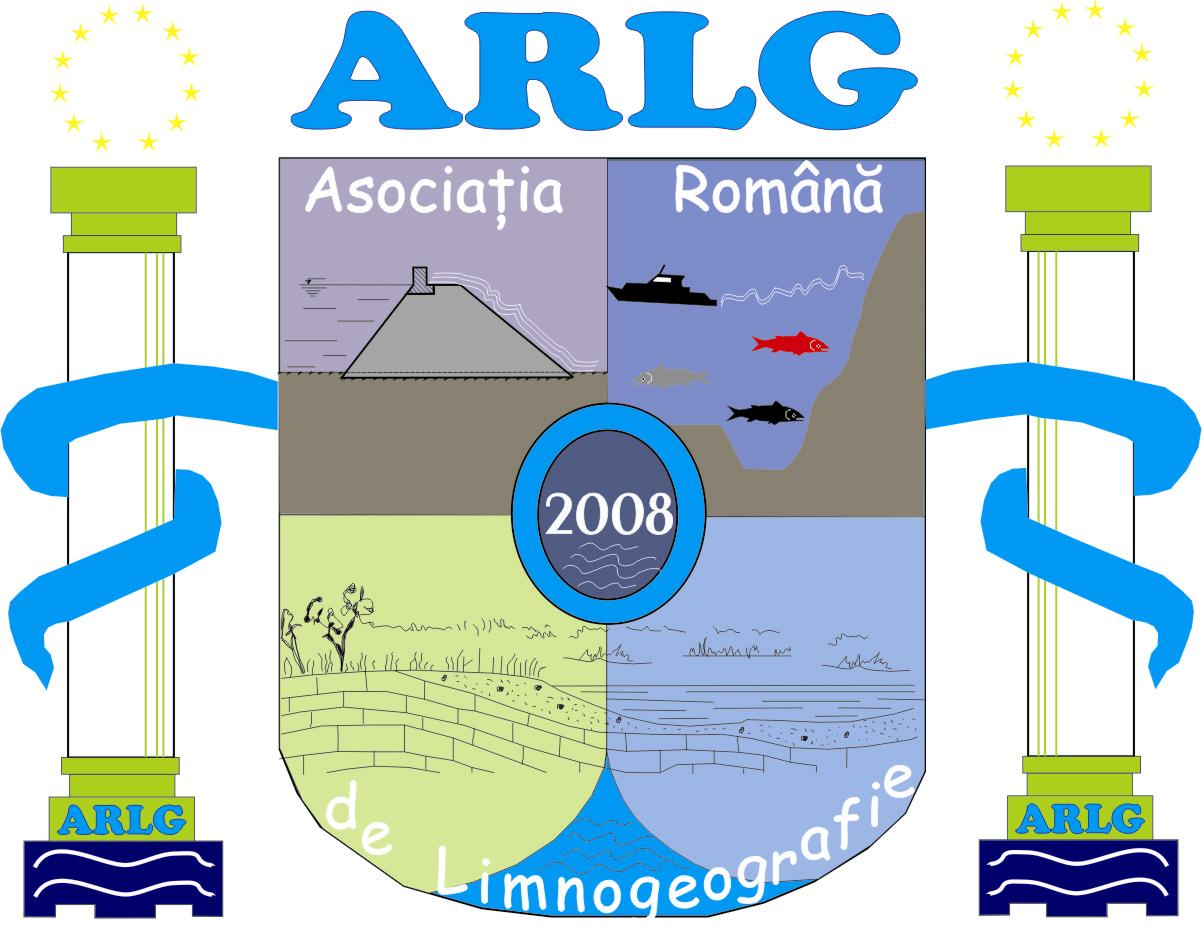 ARLG
Asociația Română
2008
de Limnogeografie
ARLG ARLG